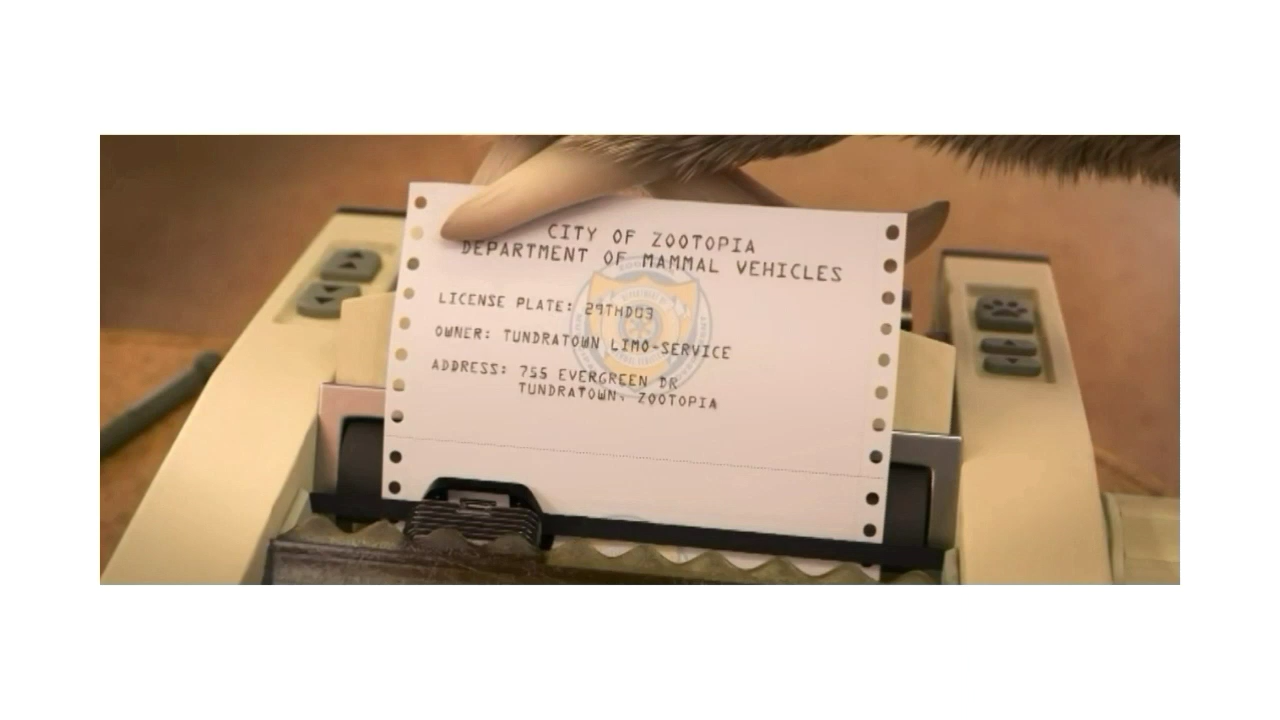 CITY OF ZOOTOPIA
DEPARTMENT OF MAMMAL VEHICLES
LICENSE PLATE: 29THD03
OWNER: TUNDRATOWN LIMO-SERVICE
ADDRESS: 755 EVERGREEN DR
TUNDRATOWN, ZOOTOPIA